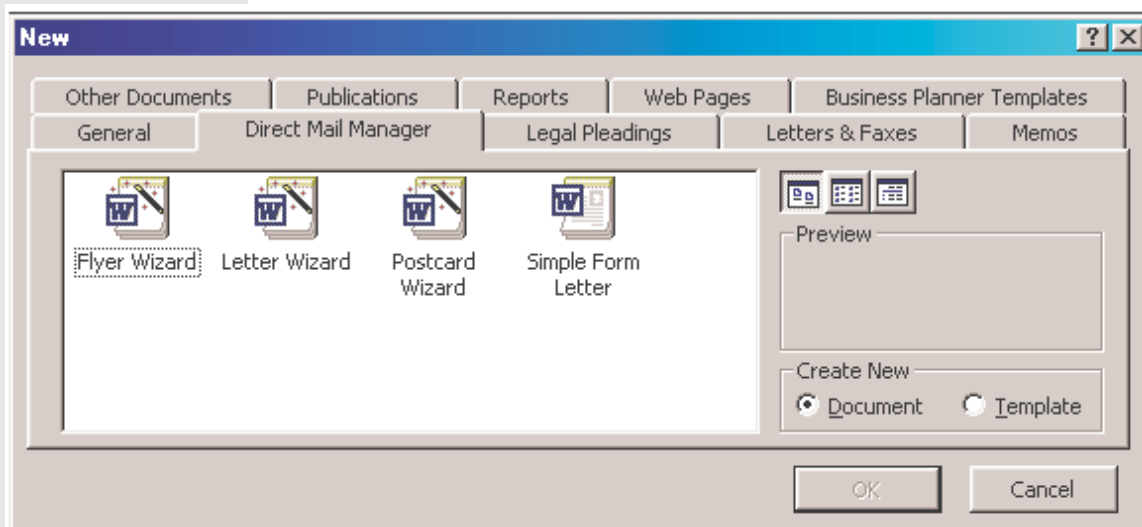 New
Other Documents Publications Reports Web Pages Business Planner Templates
General Direct Mail Manager Legal Pleadings Letters & Faxes Memos
Flyer Wizard Letter Wizard Postcard Wizard Simple Form Letter
Preview
Create New
Document Template
OK Cancel